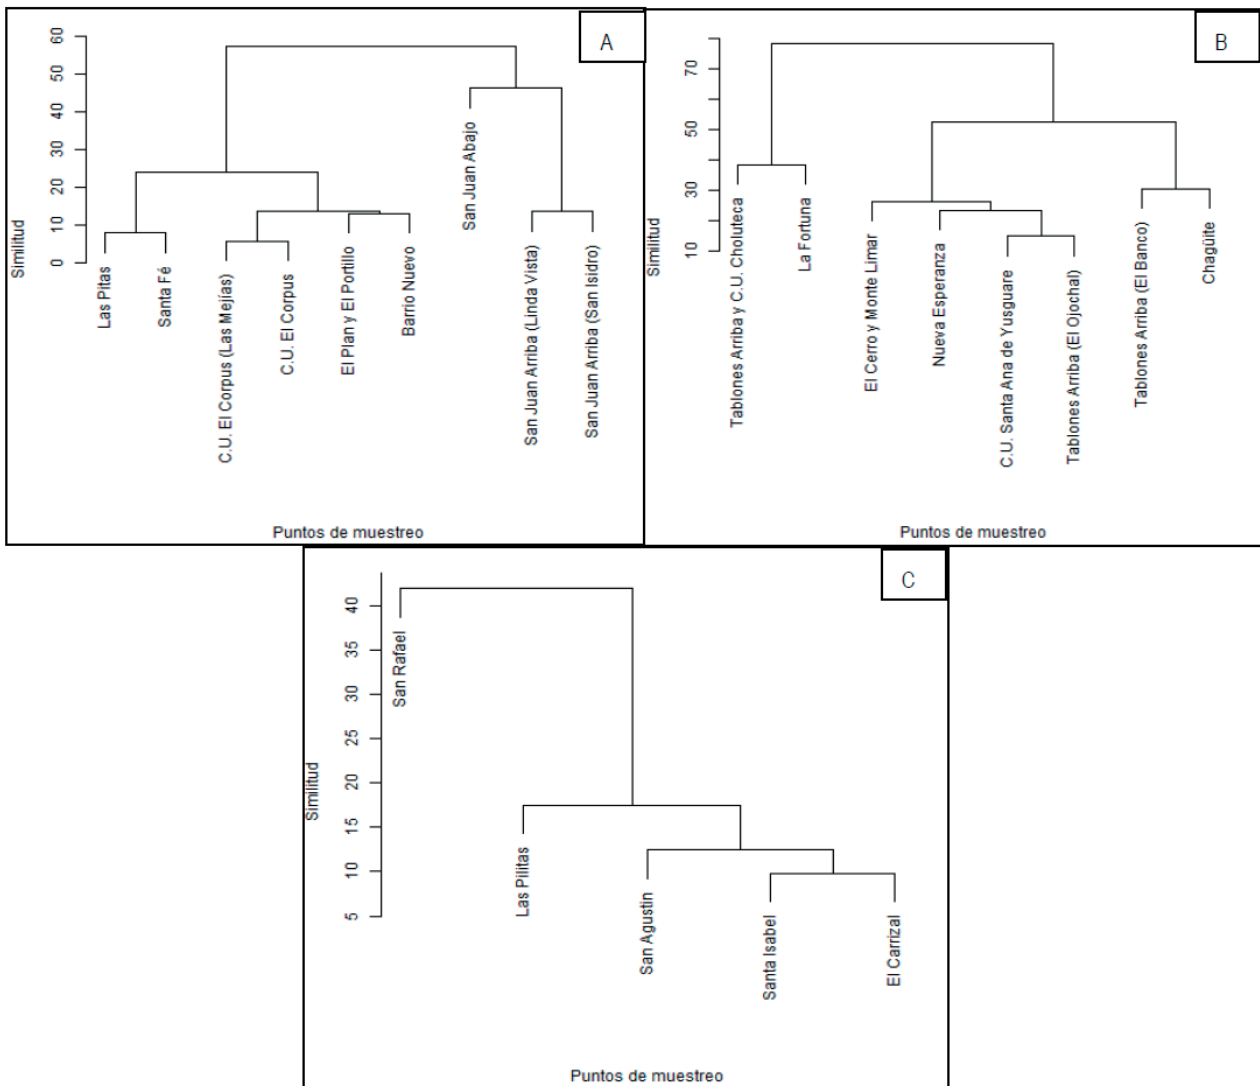 A
60
50
40
30
20
10
0
Similitud
Las Pitas
Santa Fé
C.U. El Corpus (Las Mejías)
C.U. El Corpus
El Plan y El Portillo
Barrio Nuevo
San Juan Abajo
San Juan Arriba (Linda Vista)
San Juan Arriba (San Isidro)
Puntos de muestreo
B
70
50
30
10
Similitud
Tablones Arriba y C.U. Choluteca
La Fortuna
El Cerro y Monte Limar
Nueva Esperanza
C.U. Santa Ana de Yusguare
Tablones Arriba (El Ojochal)
Tablones Arriba (El Banco)
Chagüite
Puntos de muestreo
C
40
35
30
25
20
15
10
5
Similitud
San Rafael
Las Pilitas
San Agustin
Santa Isabel
El Carrizal
Puntos de muestreo